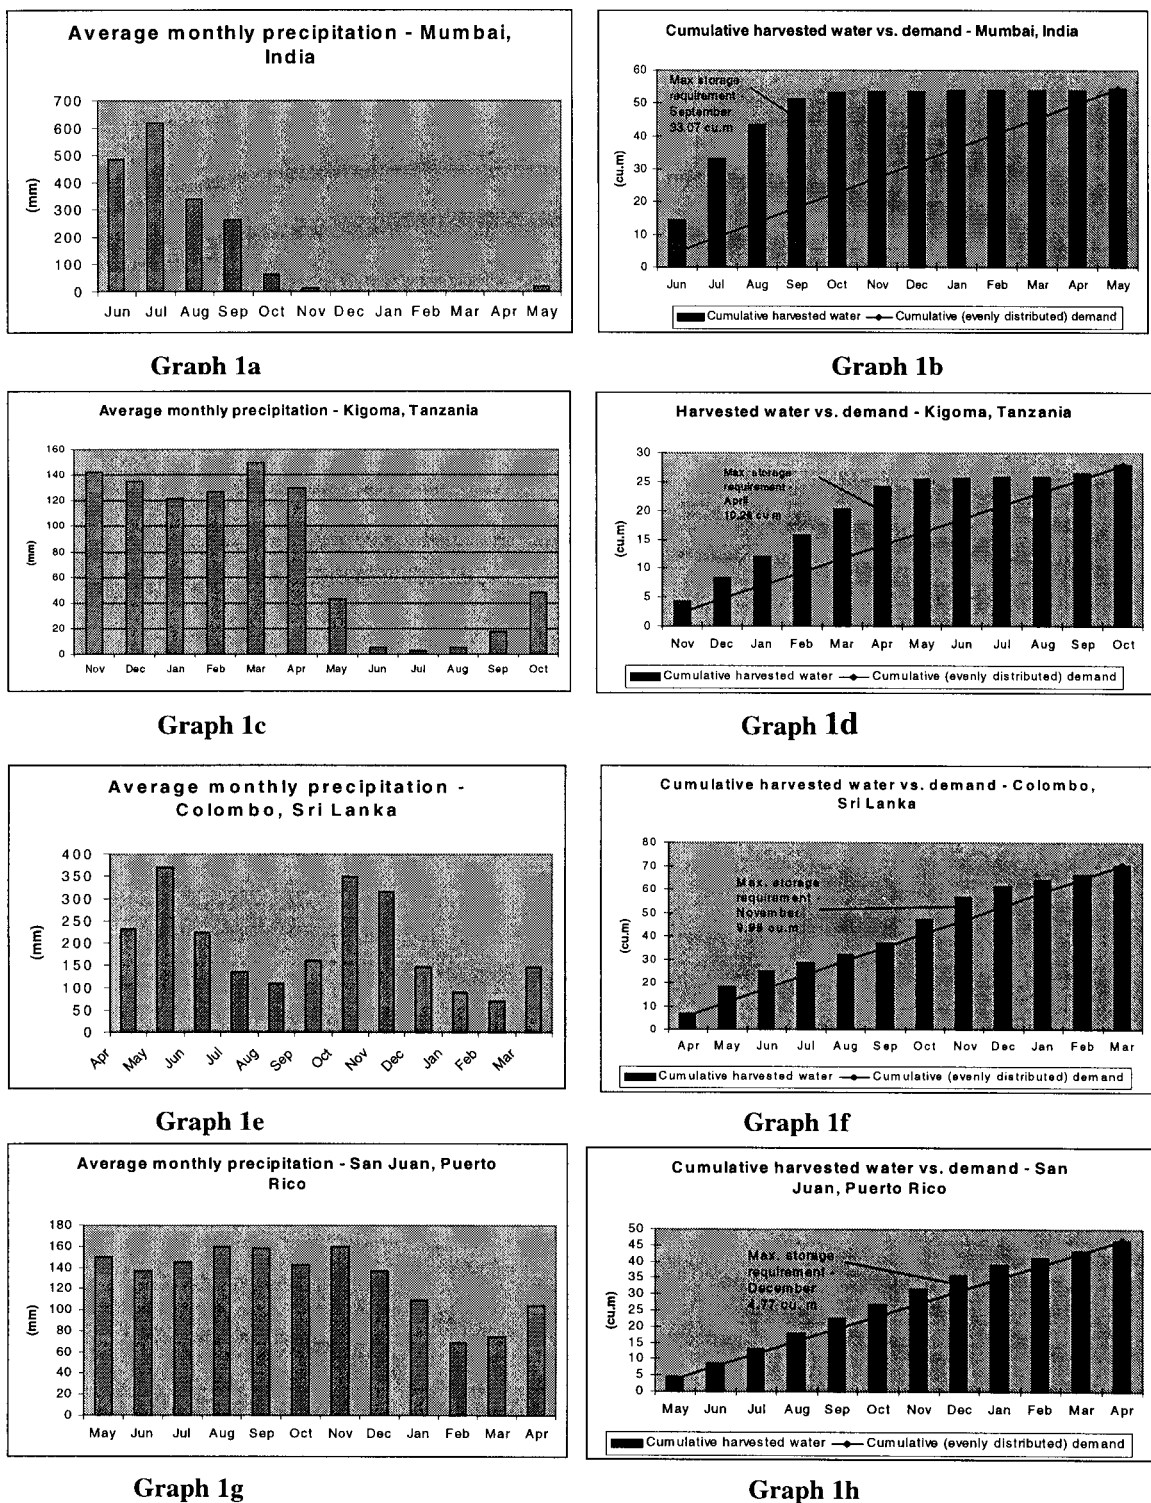 Average monthly precipitation - Mumbai,
India
(mm)
700
600
500
400
300
200
100
0
Jun Jul Aug Sep Oct Nov Dec Jan Feb Mar Apr May
Graph 1a
Cumulative harvested water vs. demand - Mumbai, India
(cu.m)
60
50
40
30
20
10
0
Max storage
requirement
September
33.07 cu.m
Jun Jul Aug Sep Oct Nov Dec Jan Feb Mar Apr May
Cumulative harvested water Cumulative (evenly distributed) demand
Graph 1b
Average monthly precipitation - Kigoma, Tanzania
(mm)
160
140
120
100
80
60
40
20
0
Nov Dec Jan Feb Mar Apr May Jun Jul Aug Sep Oct
Graph 1c
Harvested water vs. demand - Kigoma, Tanzania
(cu.m)
30
25
20
15
10
5
0
Max. storage
requirement -
April
10.26 cu.m
Nov Dec Jan Feb Mar Apr May Jun Jul Aug Sep Oct
Cumulative harvested water Cumulative (evenly distributed) demand
Graph 1d
Average monthly precipitation -
Colombo, Sri Lanka
(mm)
400
350
300
250
200
150
100
50
0
Apr May Jun Jul Aug Sep Oct Nov Dec Jan Feb Mar
Graph 1e
Cumulative harvested water vs. demand - Colombo,
Sri Lanka
(cu.m)
80
70
60
50
40
30
20
10
0
Max. storage
requirement -
November
9.98 cu.m
Apr May Jun Jul Aug Sep Oct Nov Dec Jan Feb Mar
Cumulative harvested water Cumulative (evenly distributed) demand
Graph 1f
Average monthly precipitation - San Juan, Puerto
Rico
(mm)
180
160
140
120
100
80
60
40
20
0
May Jun Jul Aug Sep Oct Nov Dec Jan Feb Mar Apr
Graph 1g
Cumulative harvested water vs. demand - San
Juan, Puerto Rico
(cu.m)
50
45
40
35
30
25
20
15
10
5
0
Max. storage
requirement -
December
4.77 cu. m
May Jun Jul Aug Sep Oct Nov Dec Jan Feb Mar Apr
Cumulative harvested water Cumulative (evenly distributed) demand
Graph 1h